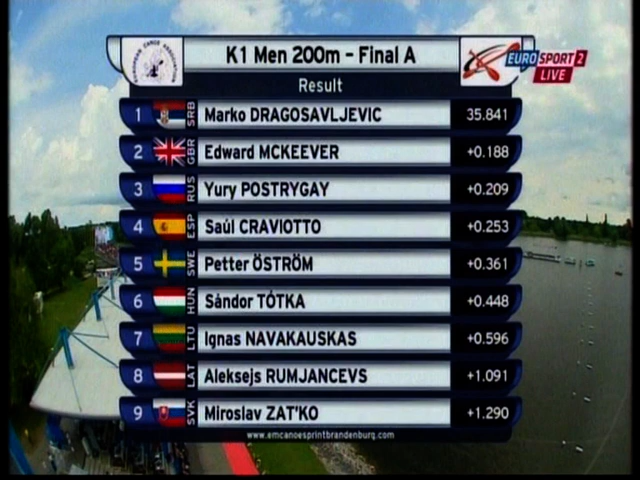 K1 Men 200m - Final A
EUROSPORT 2
LIVE
Result
1 SRB Marko DRAGOSAVLJEVIC 35.841
2 GBR Edward MCKEEVER +0.188
3 RUS Yury POSTRYGAY +0.209
4 ESP Saúl CRAVIOTTO +0.253
5 SWE Petter ÖSTRÖM +0.361
6 HUN Sándor TÓTKA +0.448
7 LTU Ignas NAVAKAUSKAS +0.596
8 LAT Aleksejs RUMJANCEVS +1.091
9 SVK Miroslav ZAT'KO +1.290
www.emcanoesprintbrandenburg.com